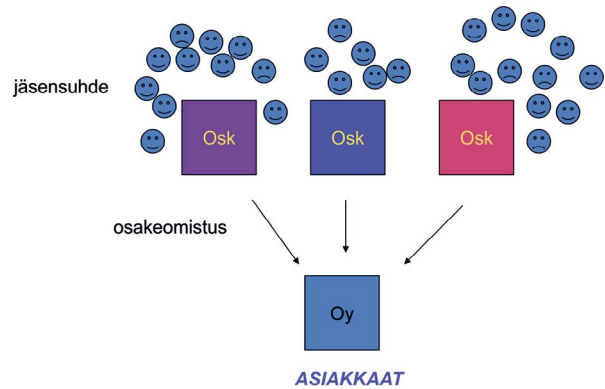 jäsensuhde
Osk
Osk
Osk
osakeomistus
Oy
ASIAKKAAT